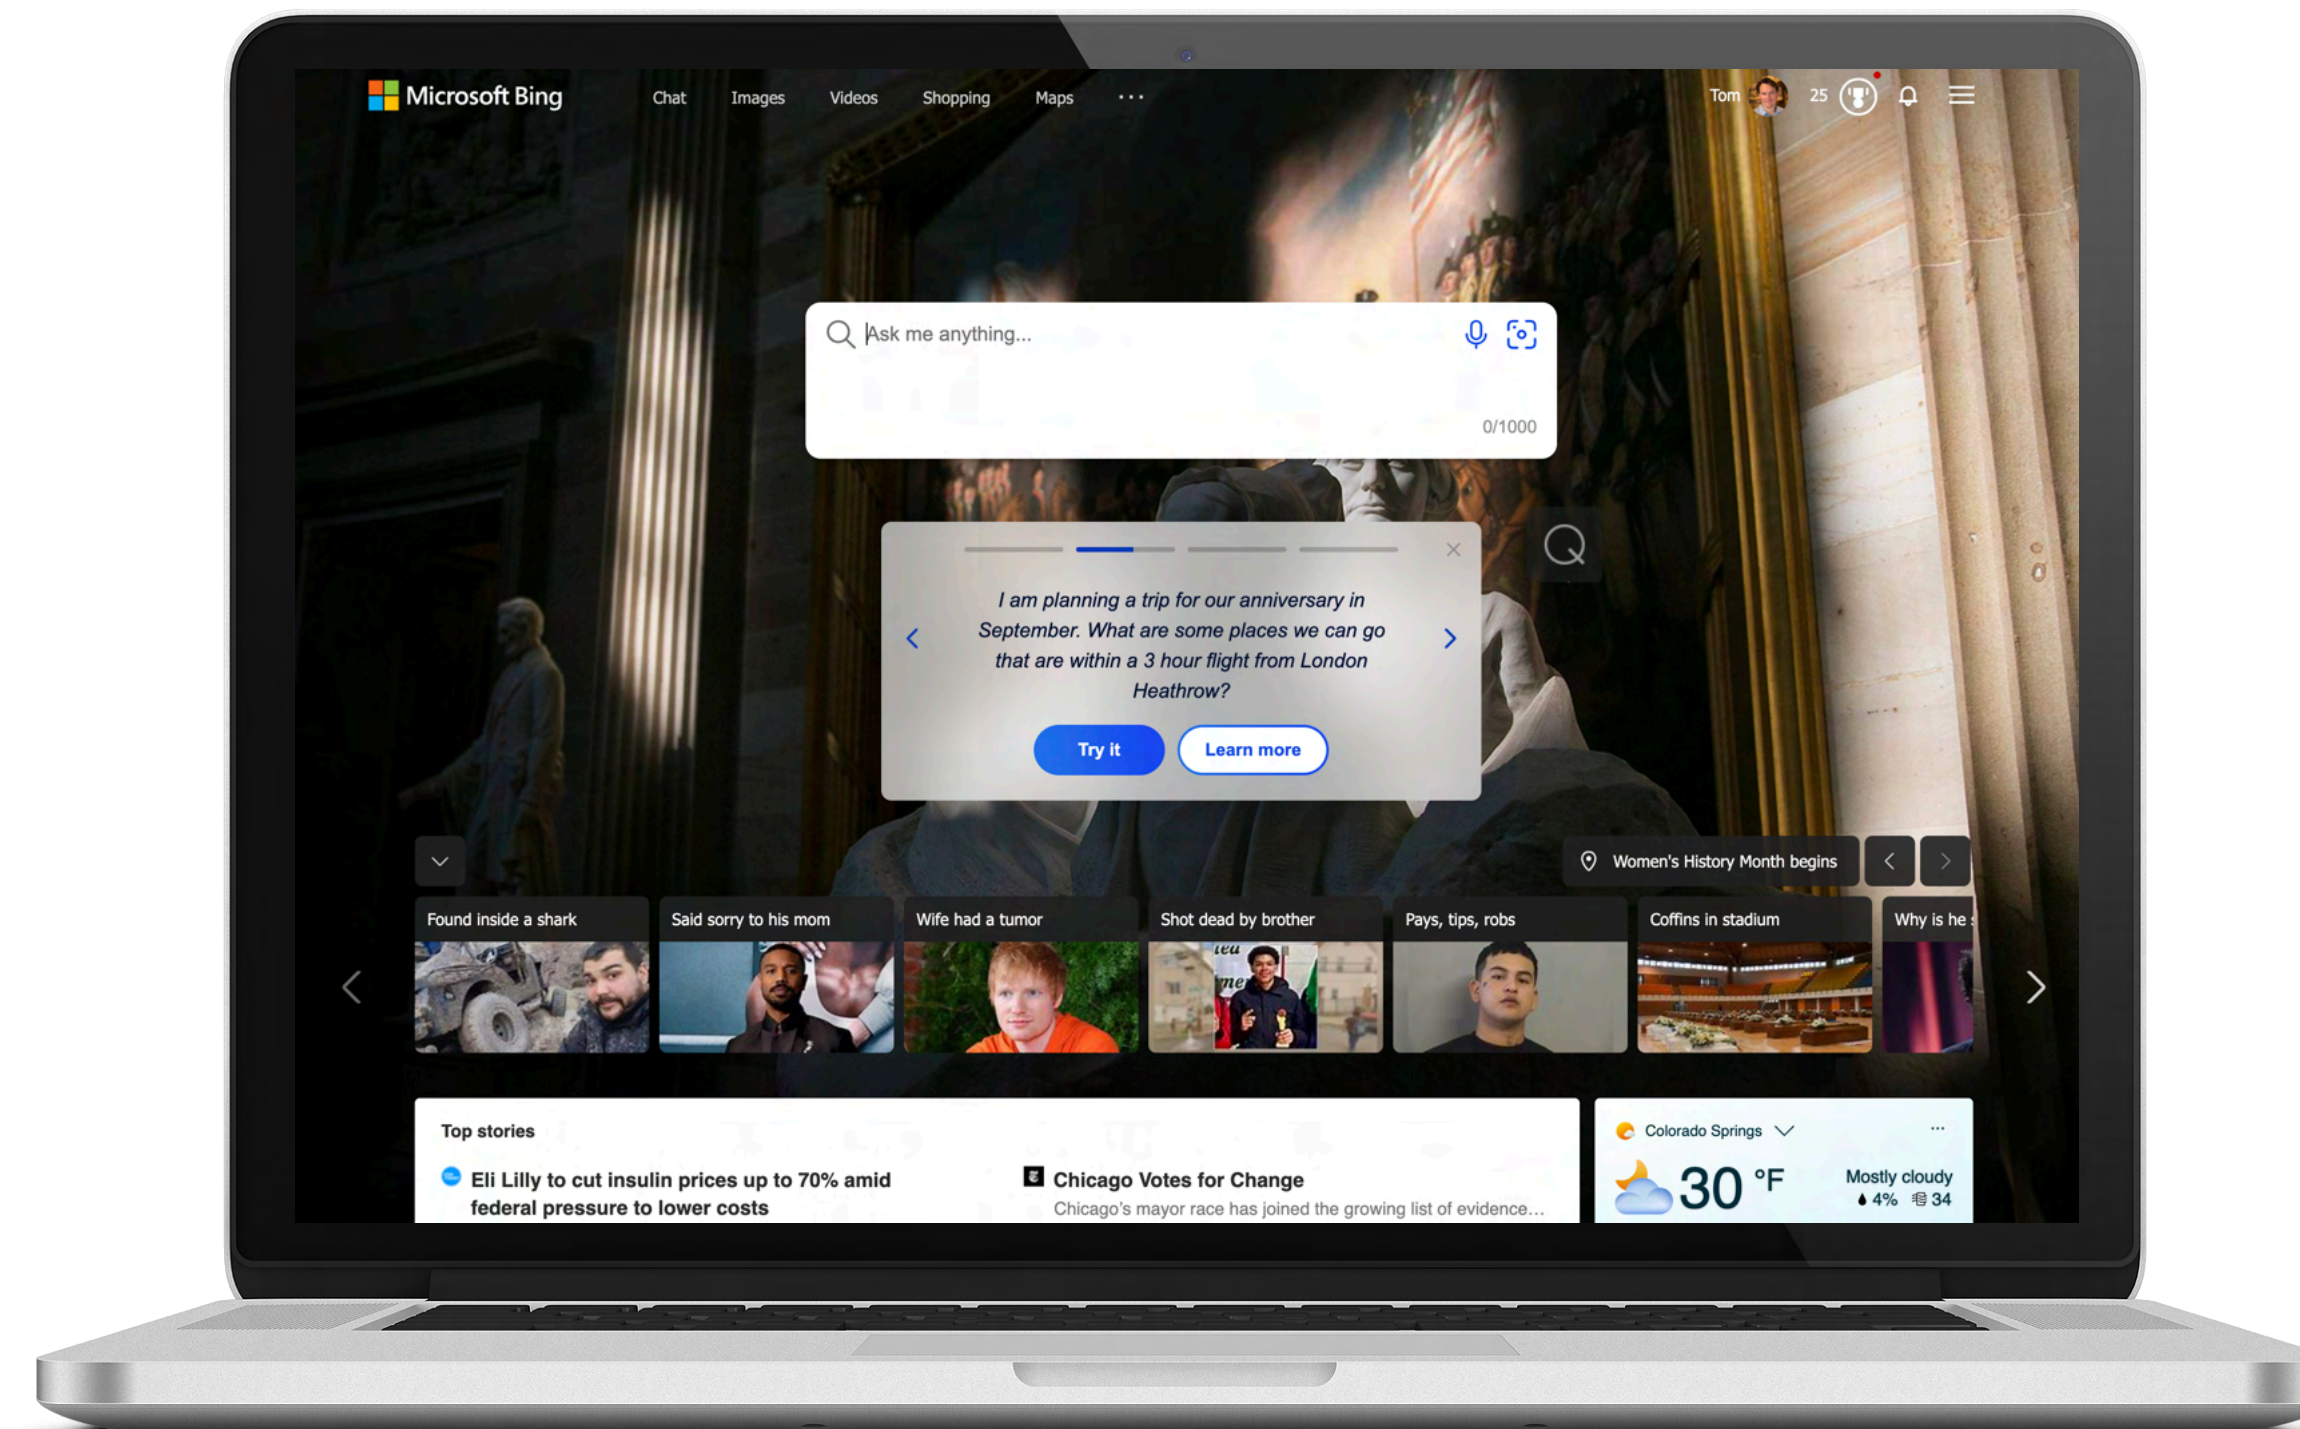 Microsoft Bing
Chat
Images
Videos
Shopping
Maps
Tom
25
Ask me anything...
0/1000
I am planning a trip for our anniversary in
September. What are some places we can go
that are within a 3 hour flight from London
Heathrow?
Try it
Learn more
Women's History Month begins
Found inside a shark
Said sorry to his mom
Wife had a tumor
Shot dead by brother
Pays, tips, robs
Coffins in stadium
Why is he
Top stories
Eli Lilly to cut insulin prices up to 70% amid
federal pressure to lower costs
Chicago Votes for Change
Chicago's mayor race has joined the growing list of evidence...
Colorado Springs
30 °F
Mostly cloudy
4% 34